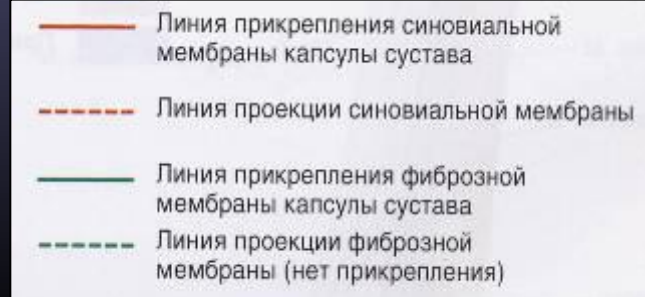 Линия прикрепления синовиальной
мембраны капсулы сустава
Линия проекции синовиальной мембраны
Линия прикрепления фиброзной
мембраны капсулы сустава
Линия проекции фиброзной
мембраны (нет прикрепления)